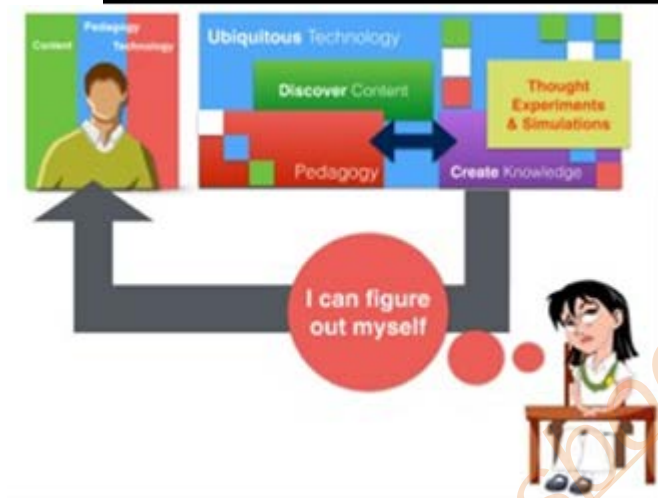 Pedagogy
Content
Technology
Ubiquitous Technology
Discover Content
Thought
Experiments
& Simulations
Pedagogy
Create Knowledge
I can figure
out myself